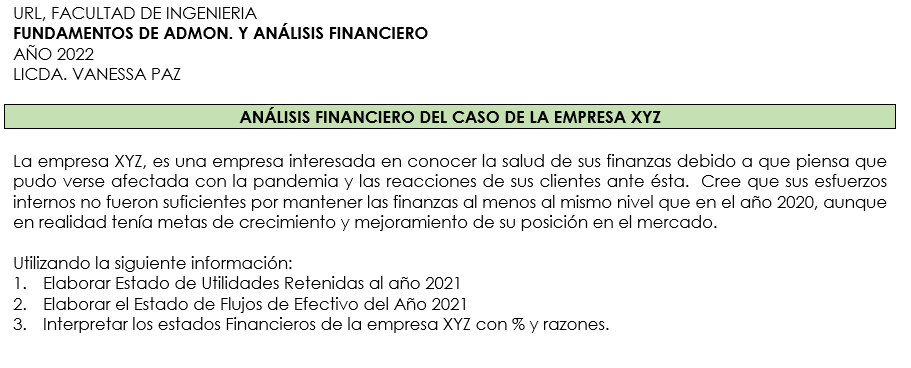 URL, FACULTAD DE INGENIERIA
FUNDAMENTOS DE ADMON. Y ANÁLISIS FINANCIERO
AÑO 2022
LICDA. VANESSA PAZ
ANÁLISIS FINANCIERO DEL CASO DE LA EMPRESA XYZ
La empresa XYZ, es una empresa interesada en conocer la salud de sus finanzas debido a que piensa que
pudo verse afectada con la pandemia y las reacciones de sus clientes ante ésta. Cree que sus esfuerzos
internos no fueron suficientes por mantener las finanzas al menos al mismo nivel que en el año 2020, aunque
en realidad tenía metas de crecimiento y mejoramiento de su posición en el mercado.
Utilizando la siguiente información:
1. Elaborar Estado de Utilidades Retenidas al año 2021
2. Elaborar el Estado de Flujos de Efectivo del Año 2021
3. Interpretar los estados Financieros de la empresa XYZ con % y razones.